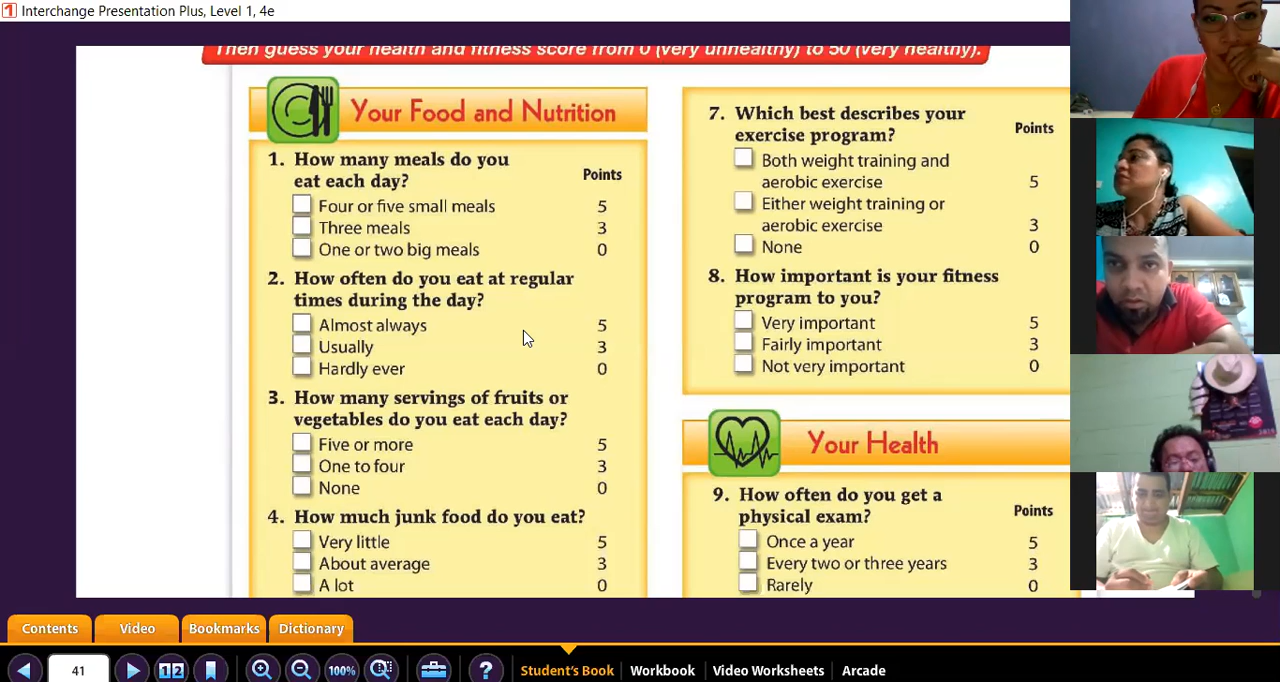 Interchange Presentation Plus, Level 1, 4e
Then guess your health and fitness score from 0 (very unhealthy) to 50 (very healthy).
Your Food and Nutrition
1. How many meals do you
eat each day?
Points
Four or five small meals 5
Three meals 3
One or two big meals 0
2. How often do you eat at regular
times during the day?
Almost always 5
Usually 3
Hardly ever 0
3. How many servings of fruits or
vegetables do you eat each day?
Five or more 5
One to four 3
None 0
4. How much junk food do you eat?
Very little 5
About average 3
A lot 0
7. Which best describes your
exercise program?
Points
Both weight training and
aerobic exercise 5
Either weight training or
aerobic exercise 3
None 0
8. How important is your fitness
program to you?
Very important 5
Fairly important 3
Not very important 0
Your Health
9. How often do you get a
physical exam?
Points
Once a year 5
Every two or three years 3
Rarely 0
Contents Video Bookmarks Dictionary
41 1 2 100% ? Student's Book Workbook Video Worksheets Arcade